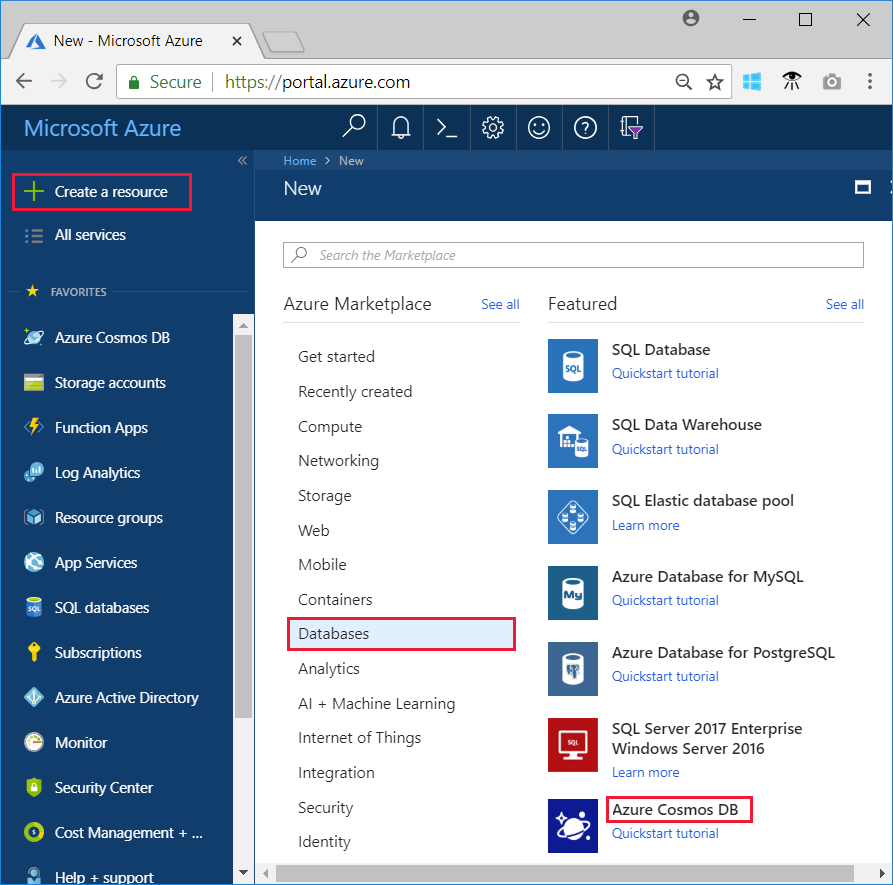 New - Microsoft Azure
Secure
https://portal.azure.com
Microsoft Azure
Home > New
New
Create a resource
All services
FAVORITES
Azure Cosmos DB
Storage accounts
Function Apps
Log Analytics
Resource groups
App Services
SQL
SQL databases
Subscriptions
Azure Active Directory
Monitor
Security Center
Cost Management + ...
Help + support
Search the Marketplace
Azure Marketplace
See all
Get started
Recently created
Compute
Networking
Storage
Web
Mobile
Containers
Databases
Analytics
AI + Machine Learning
Internet of Things
Integration
Security
Identity
Featured
See all
SQL
SQL Database
Quickstart tutorial
SQL
SQL Data Warehouse
Quickstart tutorial
SQL Elastic database pool
Learn more
My
Azure Database for MySQL
Quickstart tutorial
Azure Database for PostgreSQL
Quickstart tutorial
SQL
SQL Server 2017 Enterprise
Windows Server 2016
Learn more
Azure Cosmos DB
Quickstart tutorial